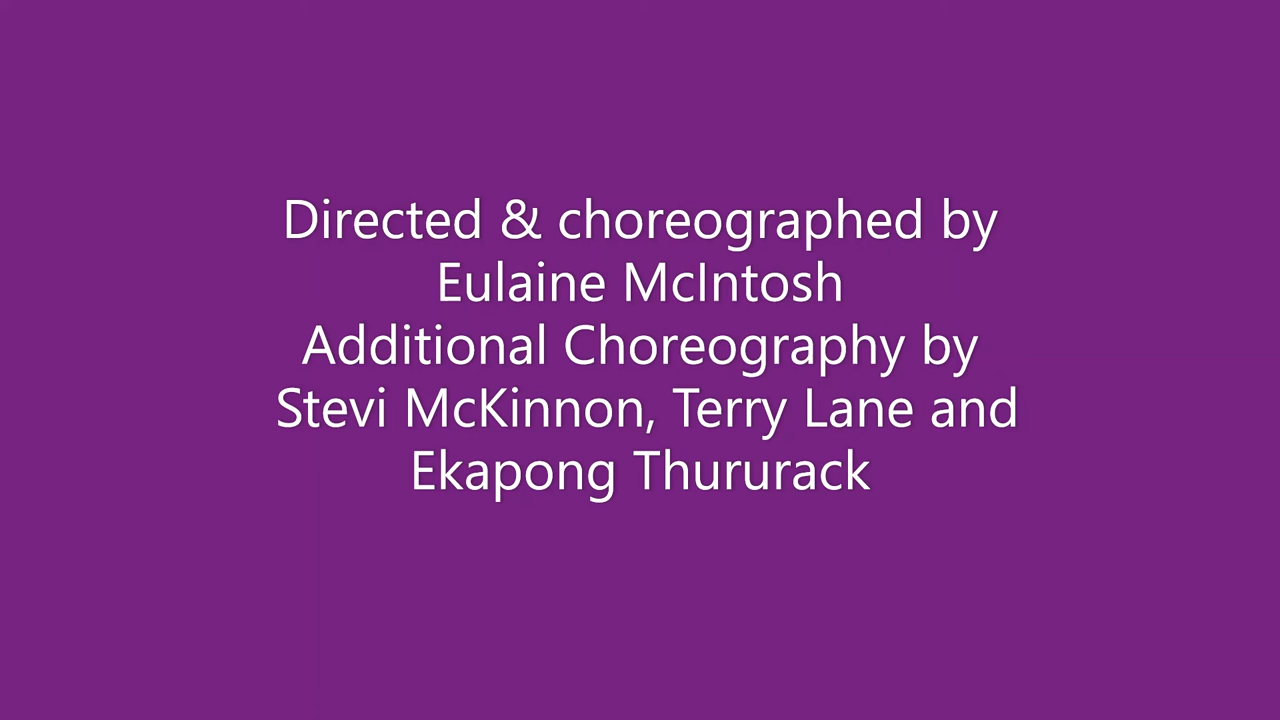 Directed & choreographed by
Eulaine McIntosh
Additional Choreography by
Stevi McKinnon, Terry Lane and
Ekapong Thururack